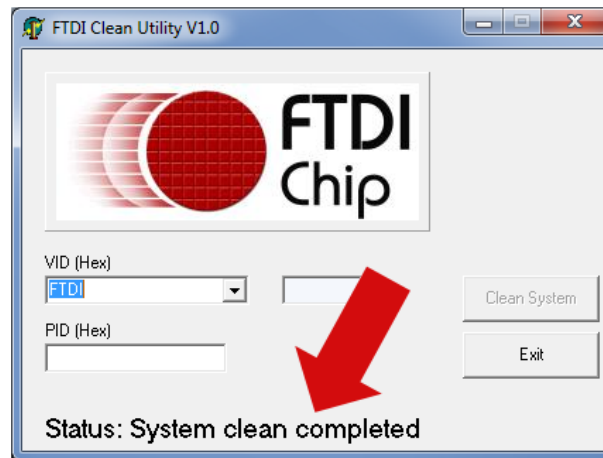 FTDI Clean Utility V1.0
FTDI
Chip
VID (Hex)
FTDI
Clean System
PID (Hex)
Exit
Status: System clean completed